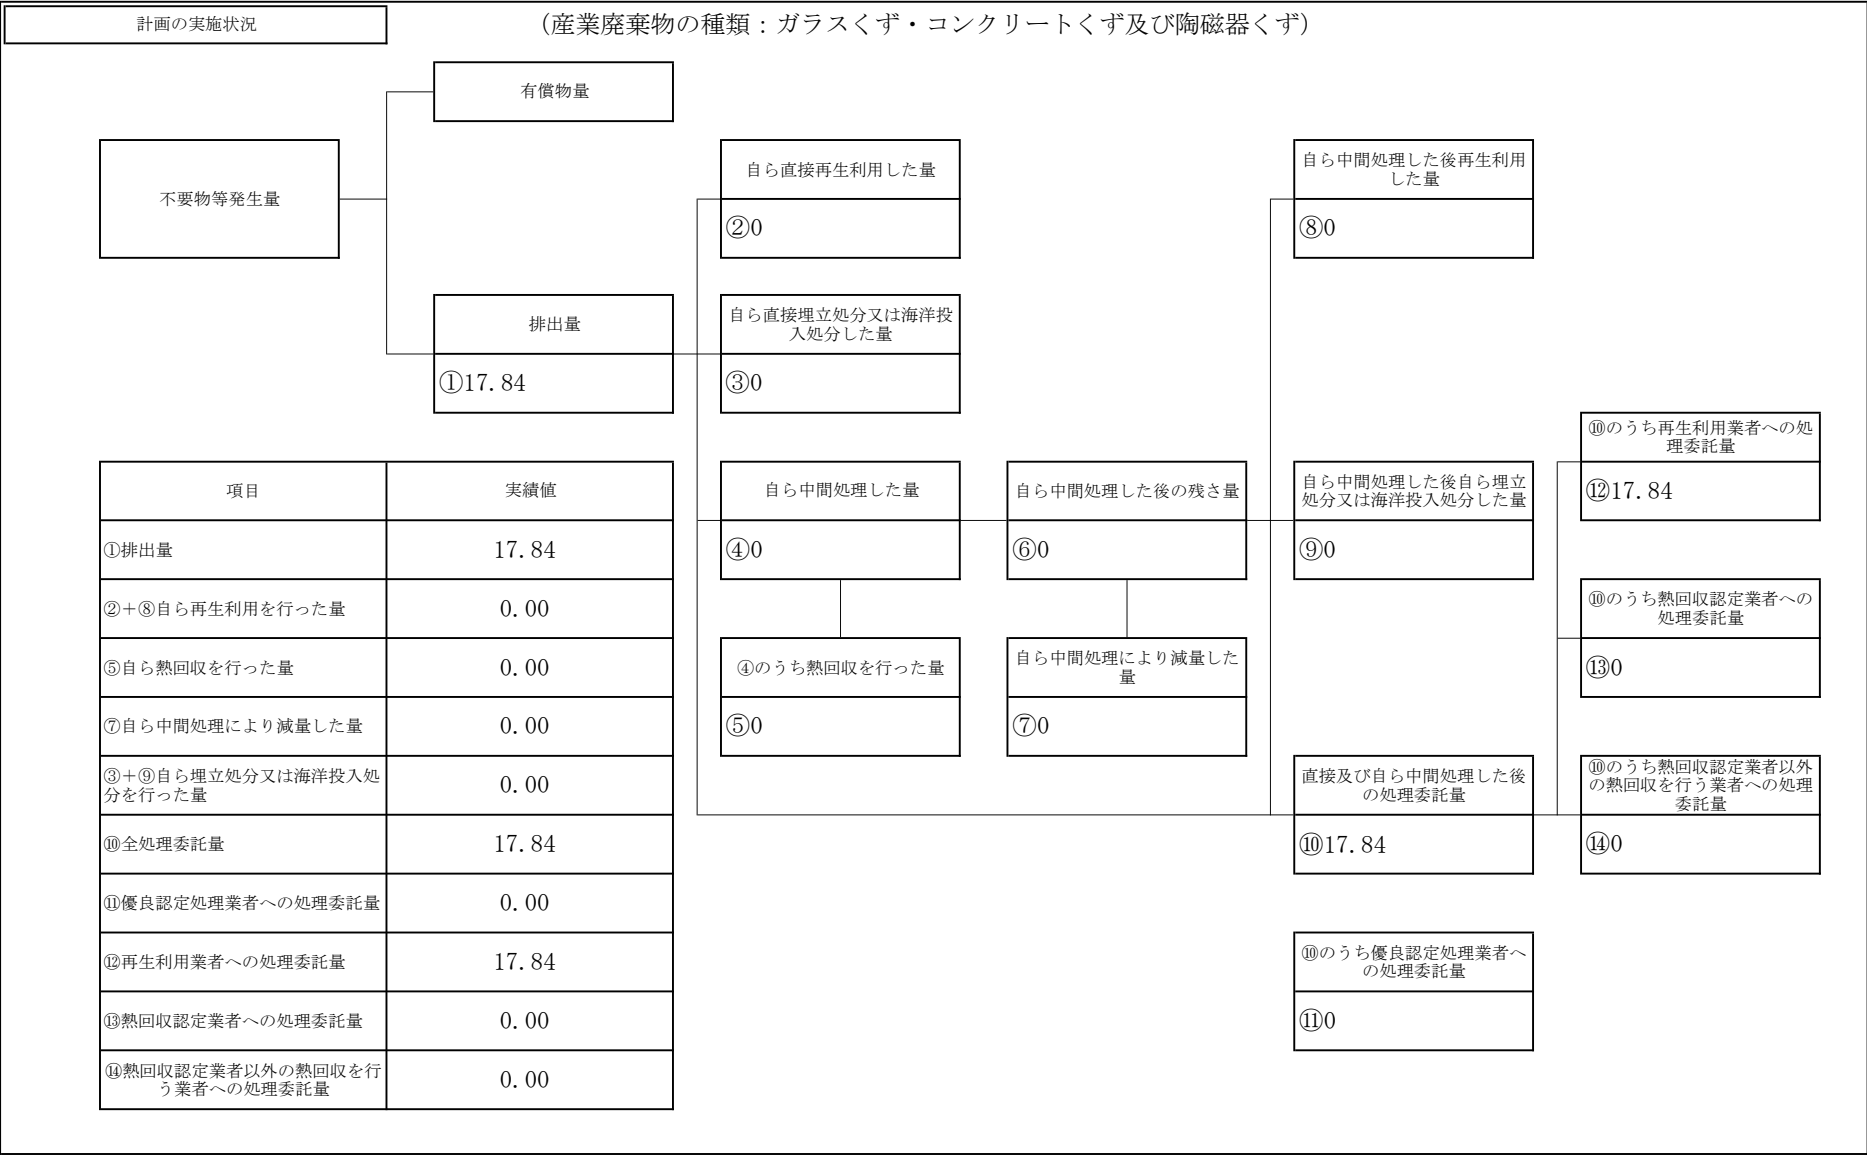 計画の実施状況
（産業廃棄物の種類：ガラスくず・コンクリートくず及び陶磁器くず）
有償物量
不要物等発生量
自ら直接再生利用した量
②0
自ら中間処理した後再生利用
した量
⑧0
排出量
①17.84
自ら直接埋立処分又は海洋投
入処分した量
③0
⑩のうち再生利用業者への処
理委託量
⑫17.84
自ら中間処理した量
④0
自ら中間処理した後の残さ量
⑥0
自ら中間処理した後自ら埋立
処分又は海洋投入処分した量
⑨0
⑩のうち熱回収認定業者への
処理委託量
⑬0
④のうち熱回収を行った量
⑤0
自ら中間処理により減量した
量
⑦0
直接及び自ら中間処理した後
の処理委託量
⑩17.84
⑩のうち熱回収認定業者以外
の熱回収を行う業者への処理
委託量
⑭0
⑩のうち優良認定処理業者へ
の処理委託量
⑪0
項目 実績値
①排出量 17.84
②＋⑧自ら再生利用を行った量 0.00
⑤自ら熱回収を行った量 0.00
⑦自ら中間処理により減量した量 0.00
③＋⑨自ら埋立処分又は海洋投入処
分を行った量 0.00
⑩全処理委託量 17.84
⑪優良認定処理業者への処理委託量 0.00
⑫再生利用業者への処理委託量 17.84
⑬熱回収認定業者への処理委託量 0.00
⑭熱回収認定業者以外の熱回収を行
う業者への処理委託量 0.00